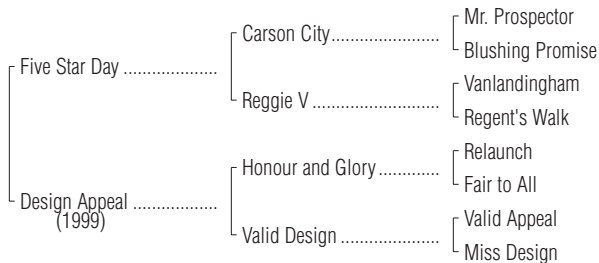 Mr. Prospector
Carson City......................
Blushing Promise
Five Star Day ...................
Vanlandingham
Reggie V ..........................
Regent's Walk
Relaunch
Honour and Glory.............
Fair to All
Design Appeal .................
(1999)
Valid Appeal
Valid Design ....................
Miss Design